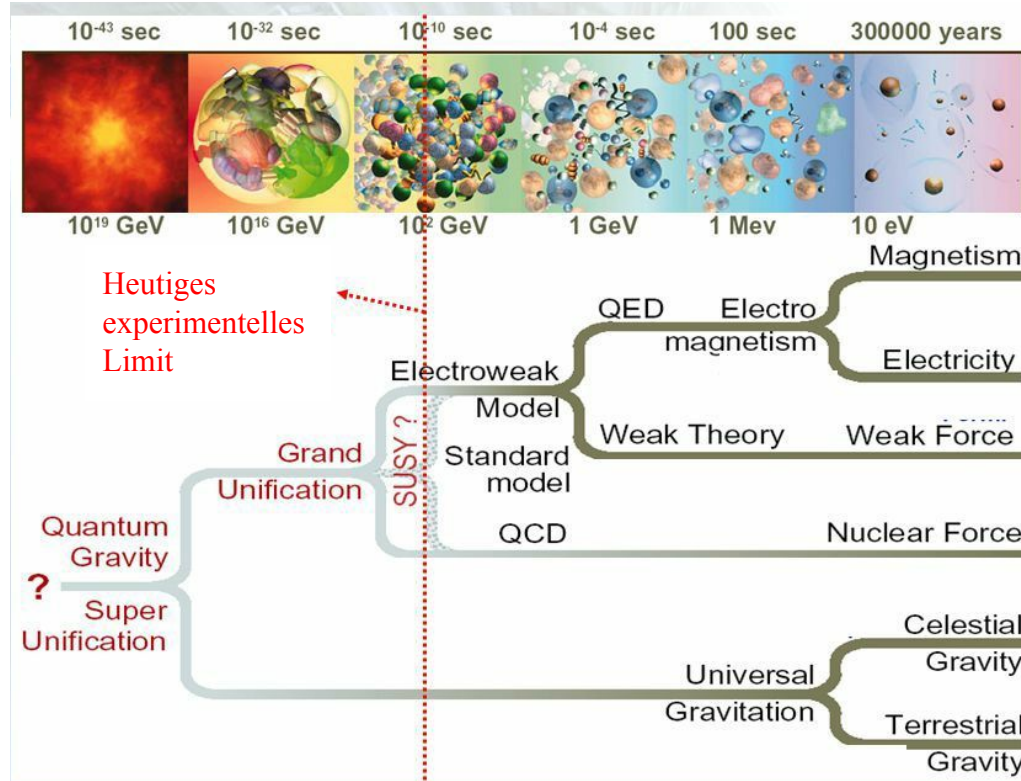 10⁻⁴³ sec 10⁻³² sec 10⁻¹⁰ sec 10⁻⁴ sec 100 sec 300000 years
10¹⁹ GeV 10¹⁶ GeV 10² GeV 1 GeV 1 Mev 10 eV
Heutiges
experimentelles
Limit
Magnetism
QED Electro
magnetism
Electricity
Electroweak
Model
Weak Theory Weak Force
SUSY ?
Grand
Unification
Standard
model
QCD Nuclear Force
Quantum
Gravity
?
Super
Unification
Celestial
Gravity
Universal
Gravitation
Terrestrial
Gravity